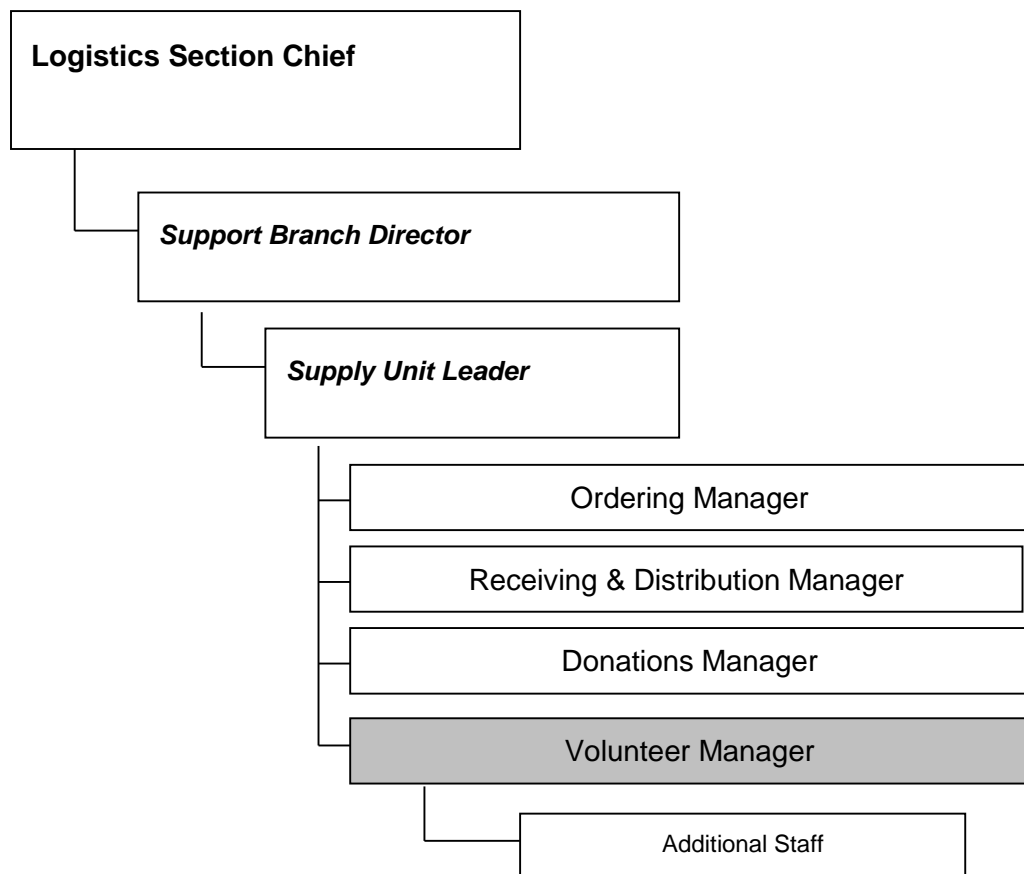 Logistics Section Chief
Support Branch Director
Supply Unit Leader
Ordering Manager
Receiving & Distribution Manager
Donations Manager
Volunteer Manager
Additional Staff